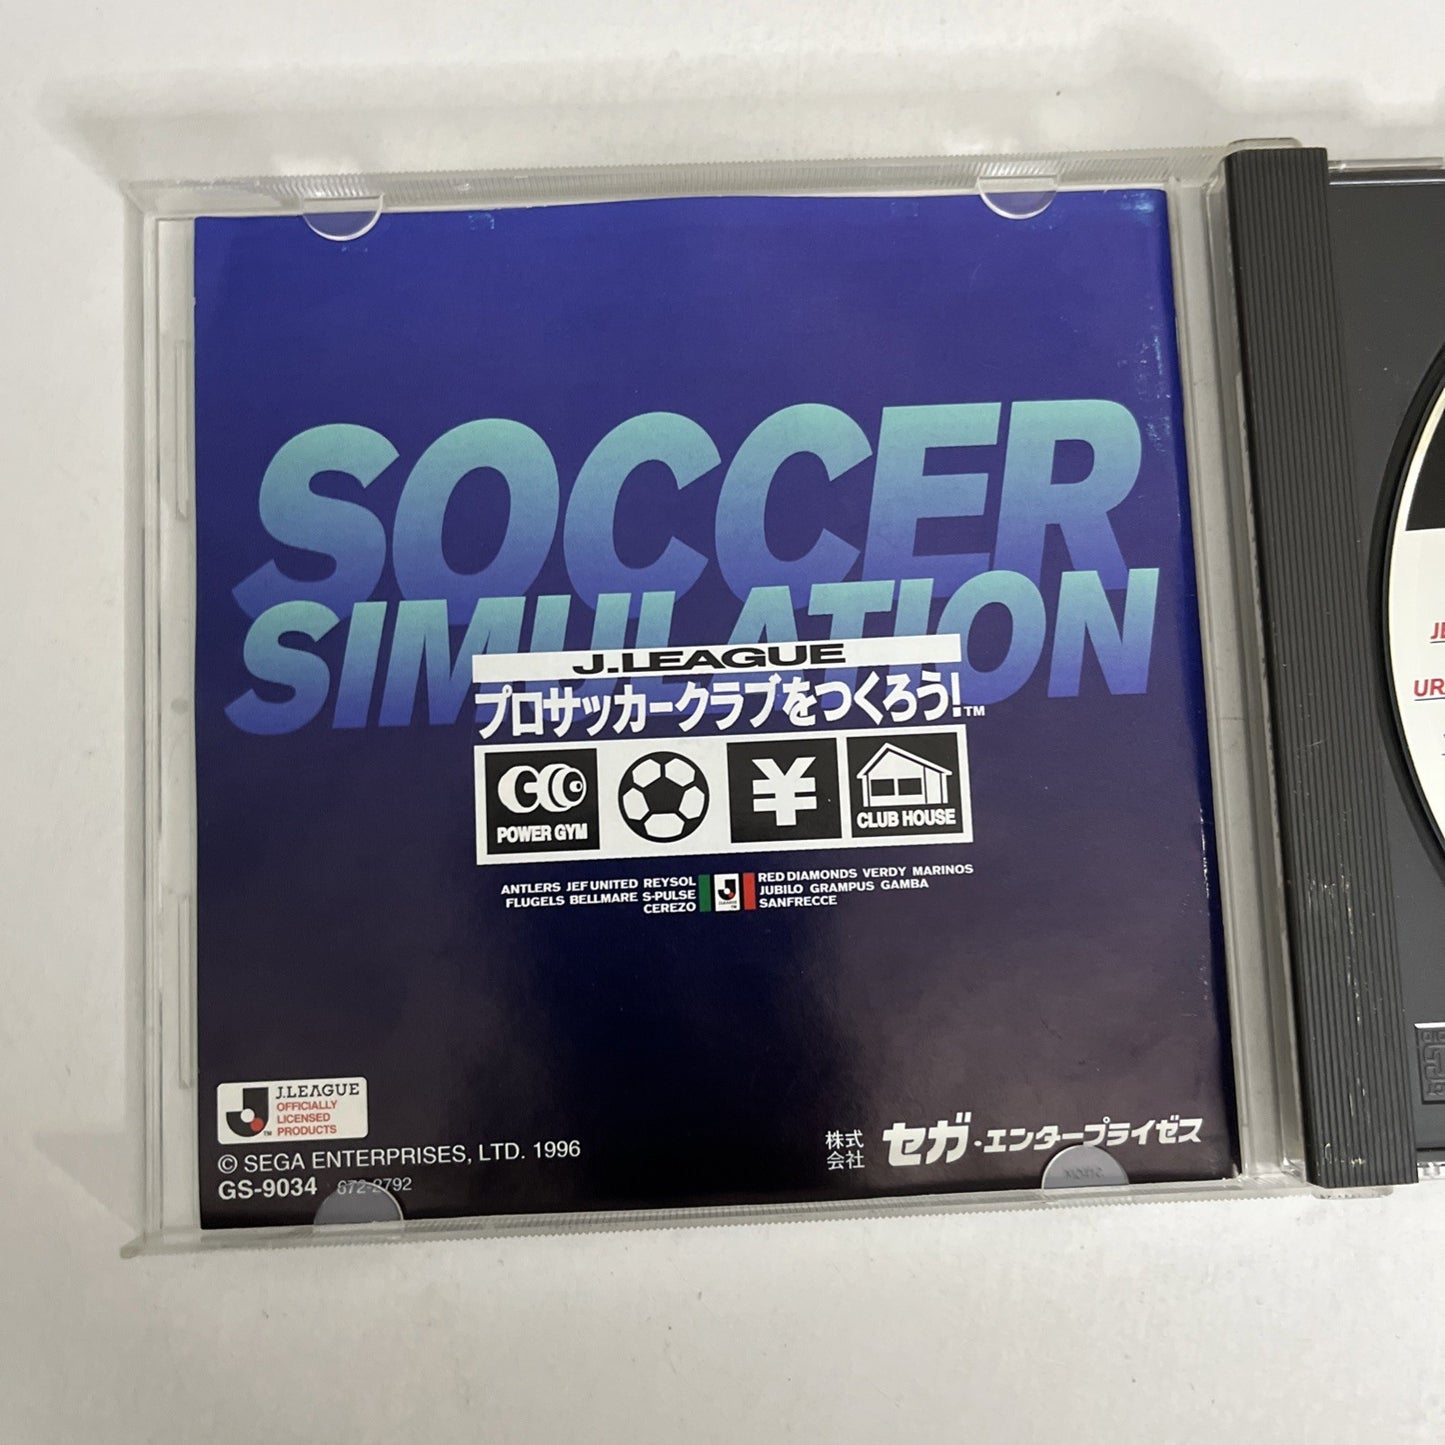 SOCCER
SIMULATION
J.LEAGUE
プロサッカークラブをつくろう!™
POWER GYM
¥
CLUB HOUSE
ANTLERS JEF UNITED REYSOL
FLUGELS BELLMARE S-PULSE
CEREZO
RED DIAMONDS VERDY MARINOS
JUBILO GRAMPUS GAMBA
SANFRECCE
J.LEAGUE
OFFICIALLY
LICENSED
PRODUCTS
© SEGA ENTERPRISES, LTD. 1996
GS-9034 672-2792
株式
会社
セガ・エンタープライゼス
UR